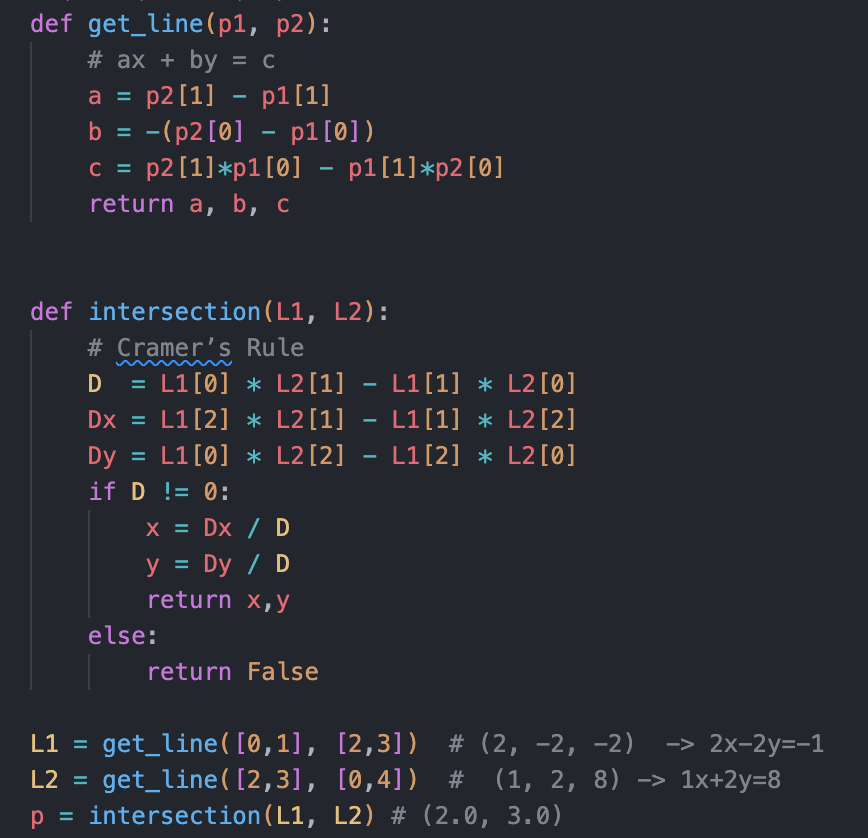 def get_line(p1, p2):
    # ax + by = c
    a = p2[1] - p1[1]
    b = -(p2[0] - p1[0])
    c = p2[1]*p1[0] - p1[1]*p2[0]
    return a, b, c
def intersection(L1, L2):
    # Cramer’s Rule
    D  = L1[0] * L2[1] - L1[1] * L2[0]
    Dx = L1[2] * L2[1] - L1[1] * L2[2]
    Dy = L1[0] * L2[2] - L1[2] * L2[0]
    if D != 0:
        x = Dx / D
        y = Dy / D
        return x,y
    else:
        return False
L1 = get_line([0,1], [2,3])  # (2, -2, -2)  -> 2x-2y=-1
L2 = get_line([2,3], [0,4])  #  (1, 2, 8) -> 1x+2y=8
p = intersection(L1, L2) # (2.0, 3.0)